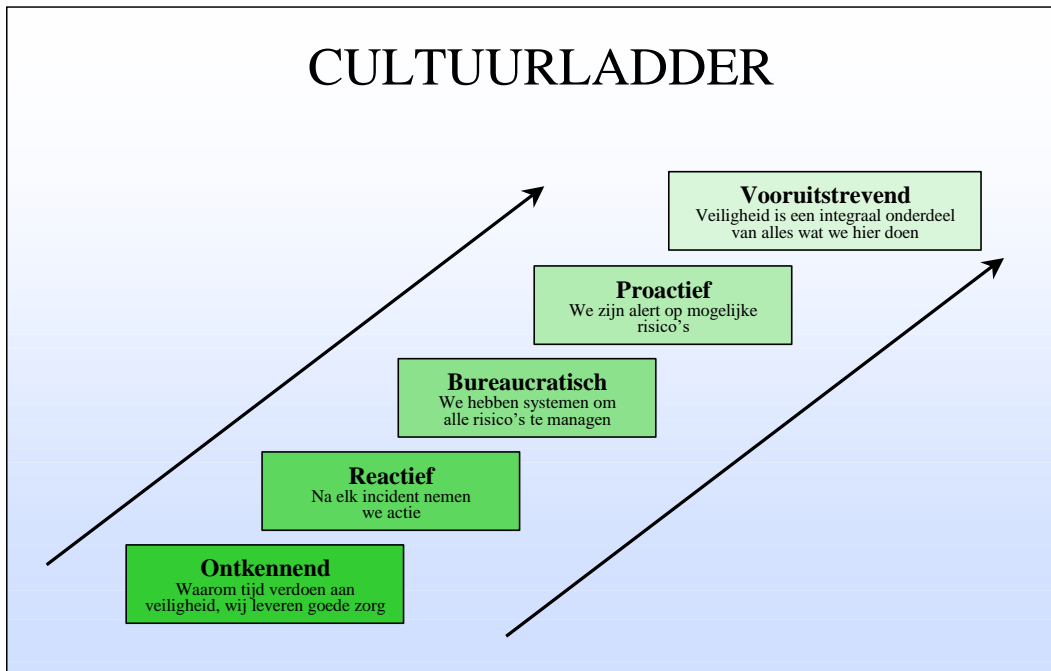 CULTUURLADDER
Vooruitstrevend
Veiligheid is een integraal onderdeel
van alles wat we hier doen
Proactief
We zijn alert op mogelijke
risico’s
Bureaucratisch
We hebben systemen om
alle risico’s te managen
Reactief
Na elk incident nemen
we actie
Ontkennend
Waarom tijd verdoen aan
veiligheid, wij leveren goede zorg